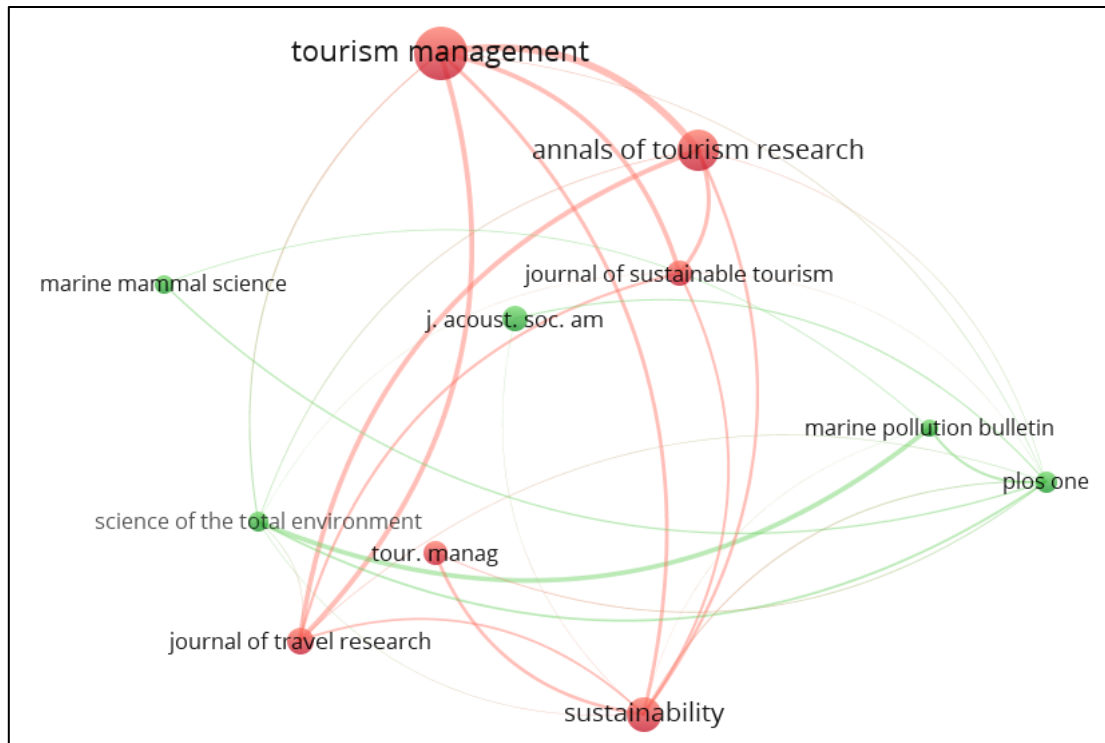 tourism management
annals of tourism research
journal of sustainable tourism
marine mammal science
j. acoust. soc. am
marine pollution bulletin
plos one
science of the total environment
tour. manag
journal of travel research
sustainability